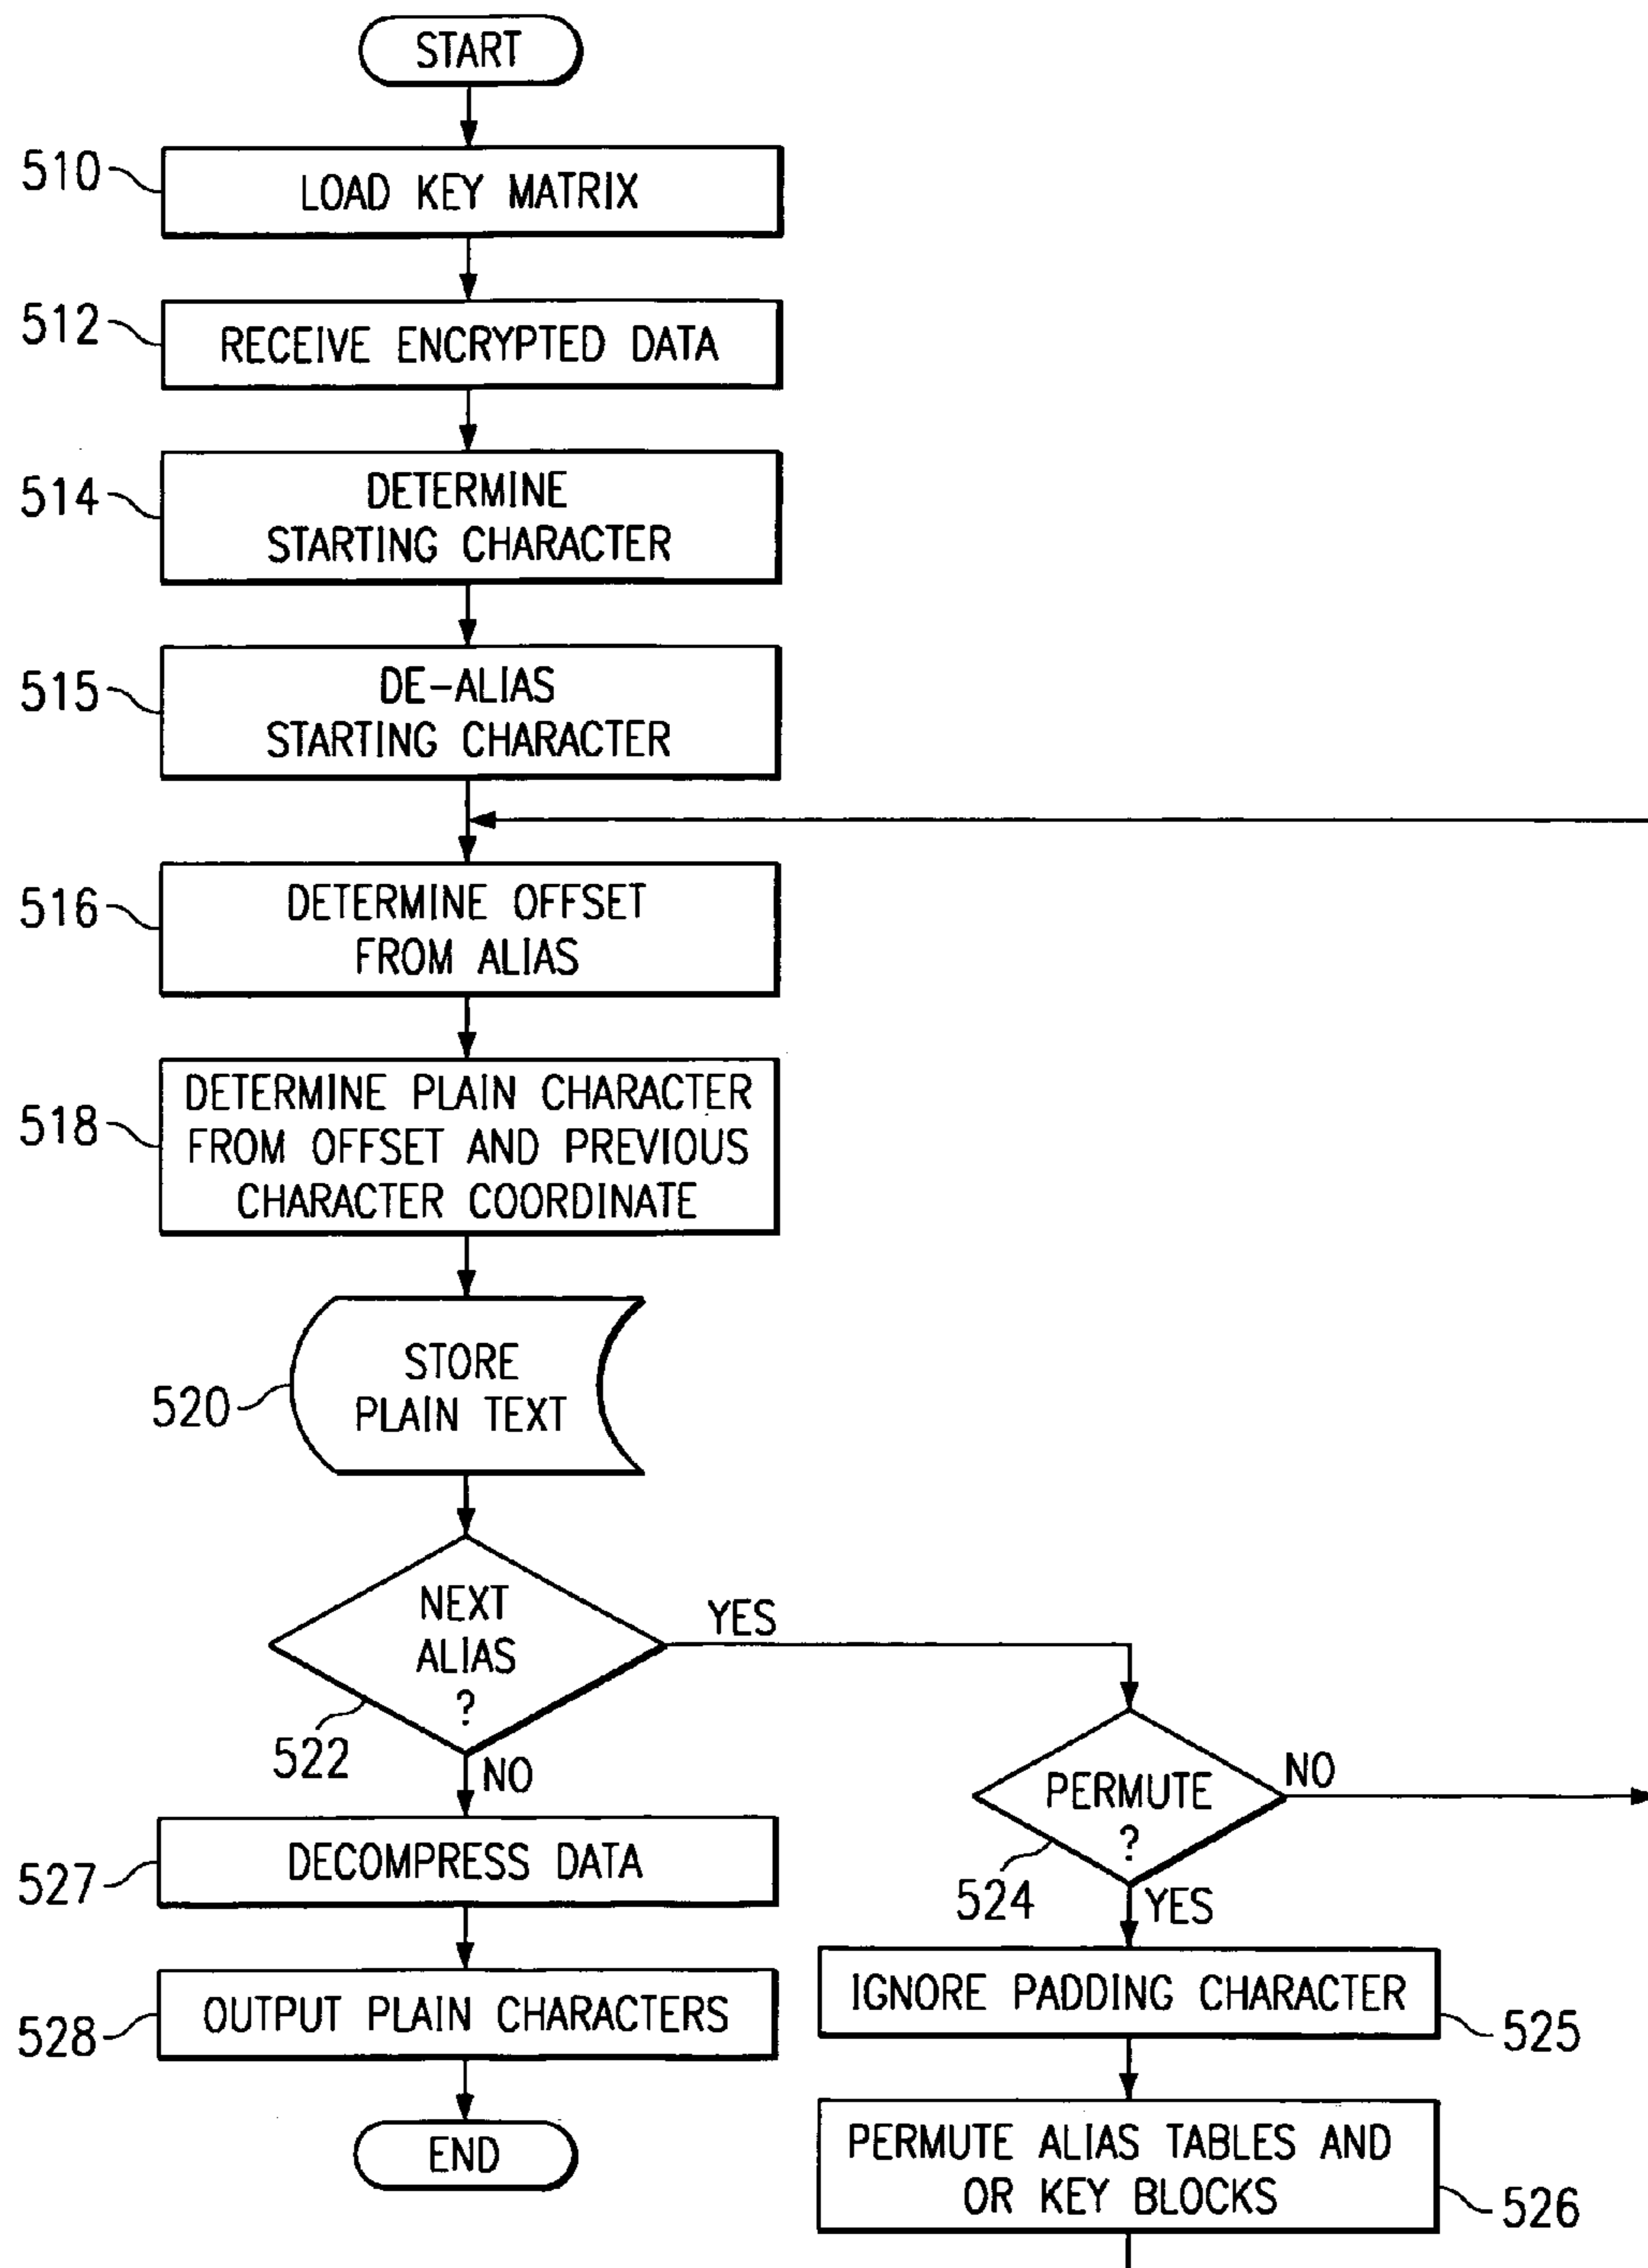 START
510
LOAD KEY MATRIX
512
RECEIVE ENCRYPTED DATA
514
DETERMINE
STARTING CHARACTER
515
DE-ALIAS
STARTING CHARACTER
516
DETERMINE OFFSET
FROM ALIAS
518
DETERMINE PLAIN CHARACTER
FROM OFFSET AND PREVIOUS
CHARACTER COORDINATE
520
STORE
PLAIN TEXT
NEXT
ALIAS
?
522
YES
NO
PERMUTE
?
524
NO
YES
527
DECOMPRESS DATA
IGNORE PADDING CHARACTER
525
528
OUTPUT PLAIN CHARACTERS
PERMUTE ALIAS TABLES AND
OR KEY BLOCKS
526
END